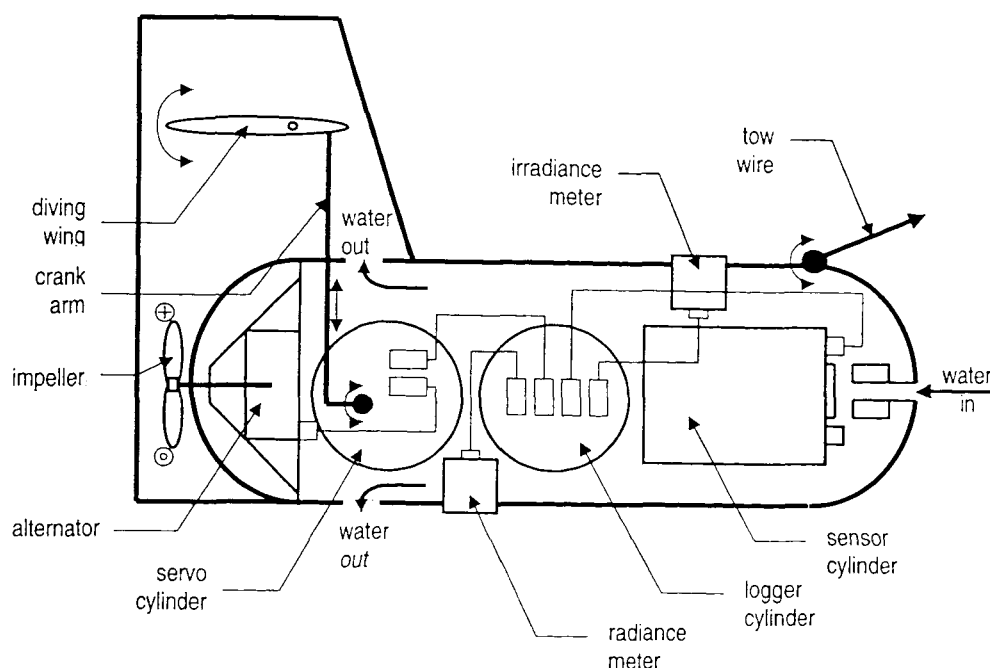 tow
wire
irradiance
meter
diving
wing
water
out
crank
arm
impeller
water
in
alternator
water
out
servo
cylinder
sensor
cylinder
logger
cylinder
radiance
meter